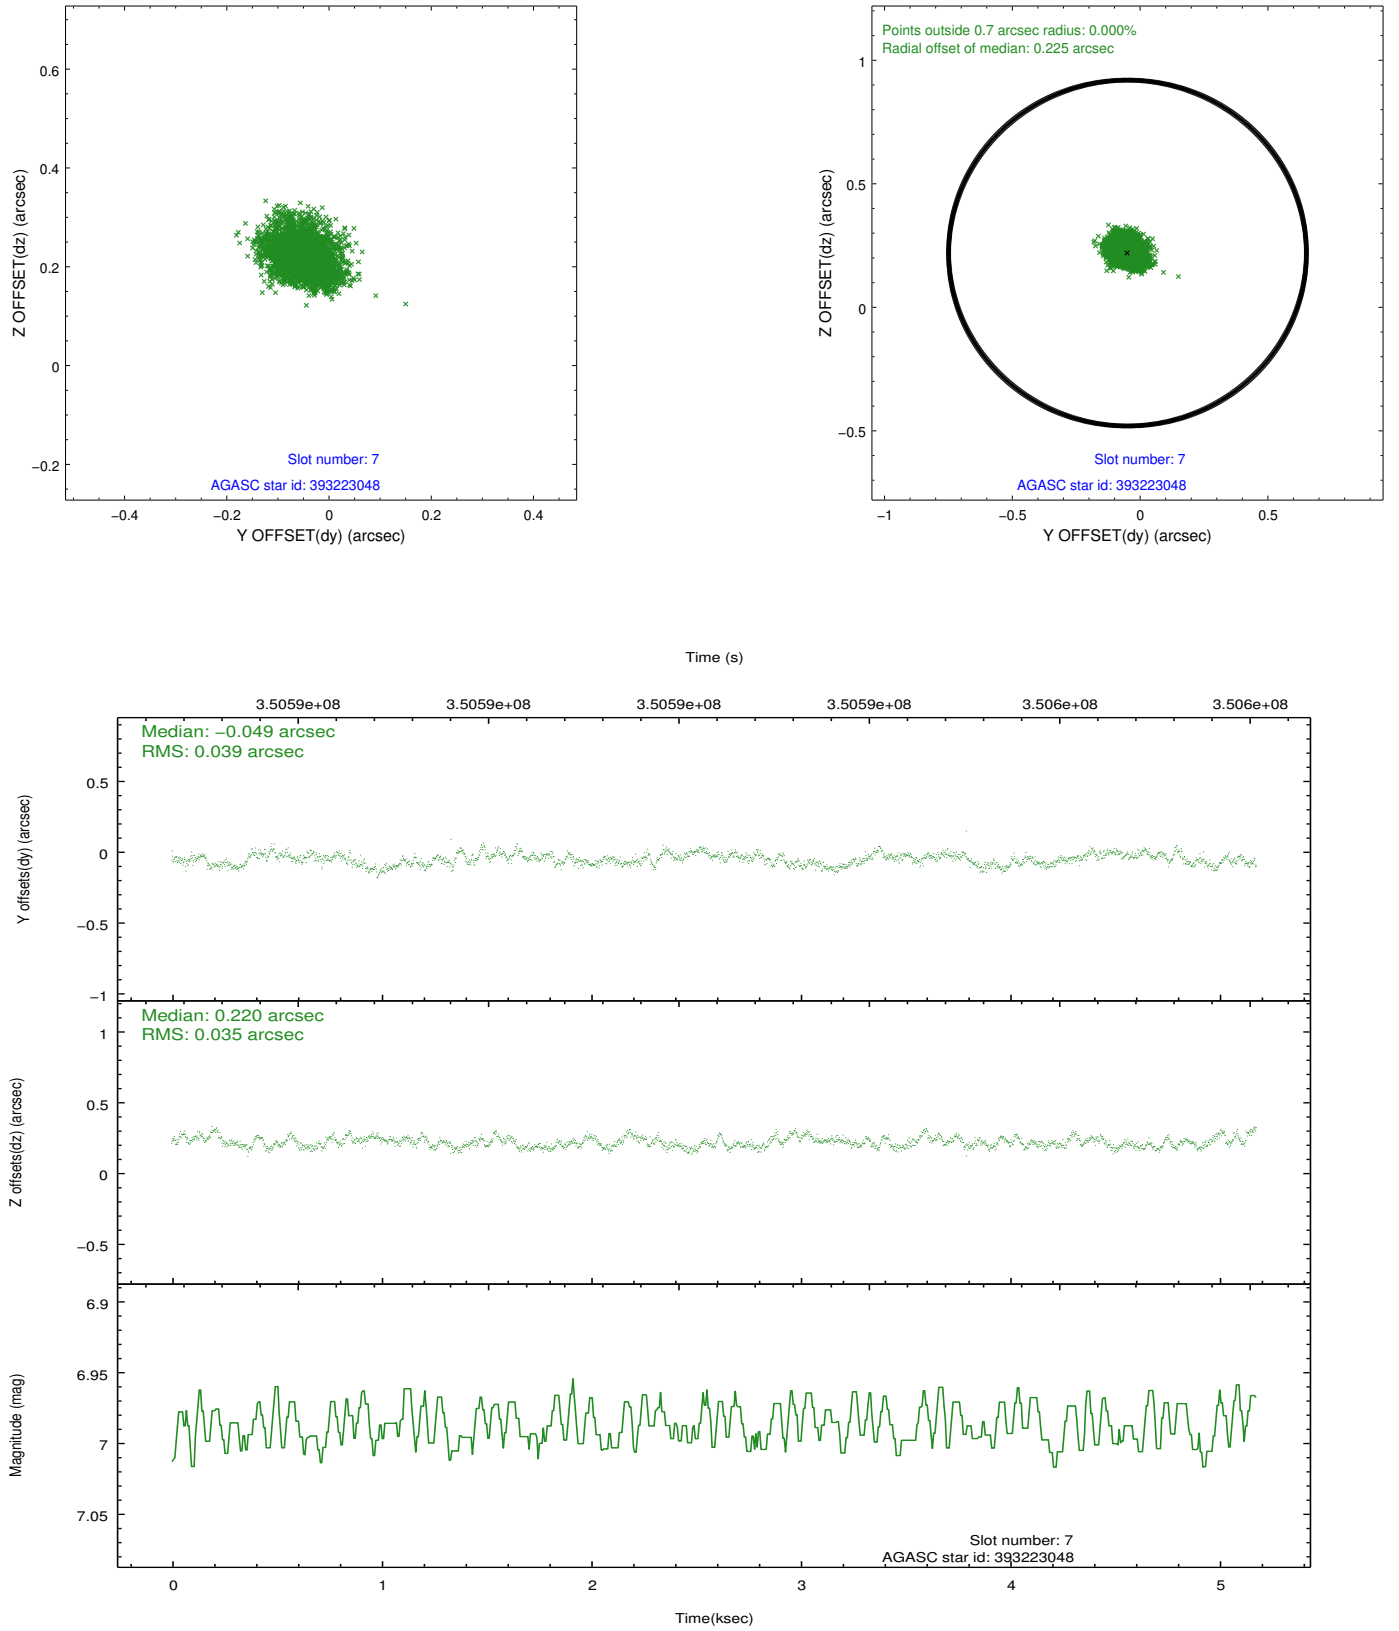 0.6
0.4
0.2
0
−0.2
Z OFFSET(dz) (arcsec)
Slot number: 7
AGASC star id: 393223048
−0.4 −0.2 0 0.2 0.4
Y OFFSET(dy) (arcsec)
Points outside 0.7 arcsec radius: 0.000%
Radial offset of median: 0.225 arcsec
1
0.5
0
−0.5
Z OFFSET(dz) (arcsec)
Slot number: 7
AGASC star id: 393223048
−1 −0.5 0 0.5
Y OFFSET(dy) (arcsec)
Time (s)
3.5059e+08 3.5059e+08 3.5059e+08 3.5059e+08 3.506e+08 3.506e+08
Median: −0.049 arcsec
RMS: 0.039 arcsec
0.5
0
−0.5
−1
Y offsets(dy) (arcsec)
Median: 0.220 arcsec
RMS: 0.035 arcsec
1
0.5
0
−0.5
Z offsets(dz) (arcsec)
6.9
6.95
7
7.05
Magnitude (mag)
Slot number: 7
AGASC star id: 393223048
0 1 2 3 4 5
Time(ksec)